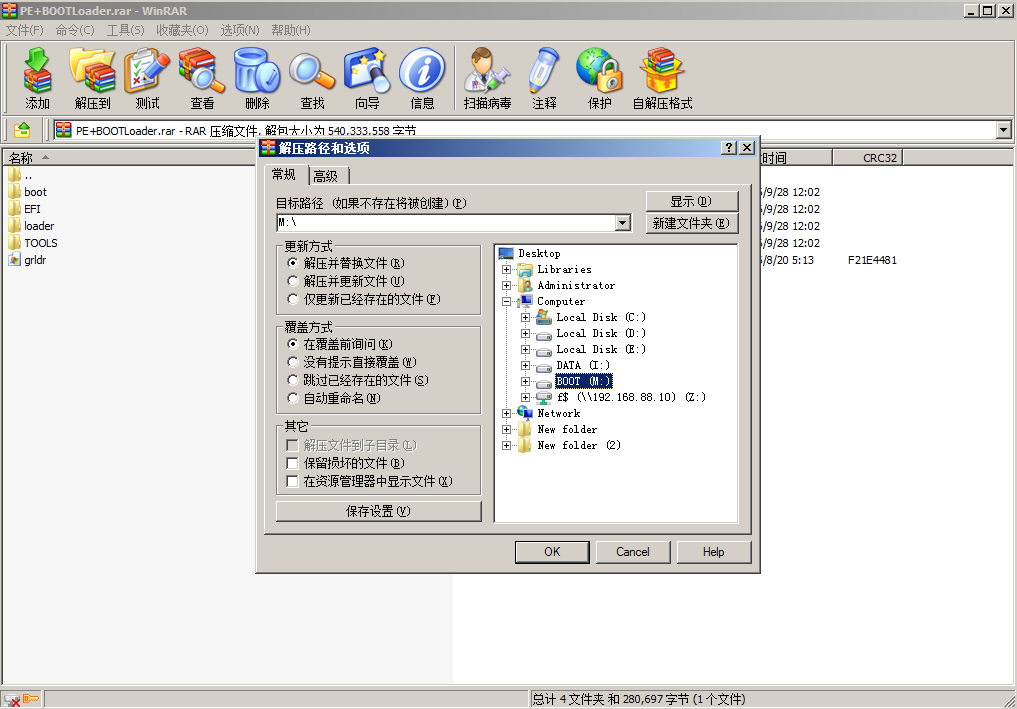 PE+BOOTLoader.rar - WinRAR
文件(F) 命令(C) 工具(S) 收藏夹(O) 选项(N) 帮助(H)
添加 解压到 测试 查看 删除 查找 向导 信息 扫描病毒 注释 保护 自解压格式
PE+BOOTLoader.rar - RAR 压缩文件, 解包大小为 540,333,558 字节
名称 时间 CRC32
..
boot 6/9/28 12:02
EFI 6/9/28 12:02
loader 6/9/28 12:02
TOOLS 6/9/28 12:02
grldr 6/8/20 5:13 F21E4481
解压路径和选项
常规 高级
目标路径 (如果不存在将被创建)(P)
显示(D)
M:\
新建文件夹(E)
更新方式
解压并替换文件(R)
解压并更新文件(U)
仅更新已经存在的文件(F)
覆盖方式
在覆盖前询问(K)
没有提示直接覆盖(W)
跳过已经存在的文件(S)
自动重命名(N)
其它
解压文件到子目录(L)
保留损坏的文件(B)
在资源管理器中显示文件(X)
保存设置(V)
Desktop
Libraries
Administrator
Computer
Local Disk (C:)
Local Disk (D:)
Local Disk (E:)
DATA (I:)
BOOT (M:)
f$ (\\192.168.88.10) (Z:)
Network
New folder
New folder (2)
OK Cancel Help
总计 4 文件夹 和 280,697 字节 (1 个文件)